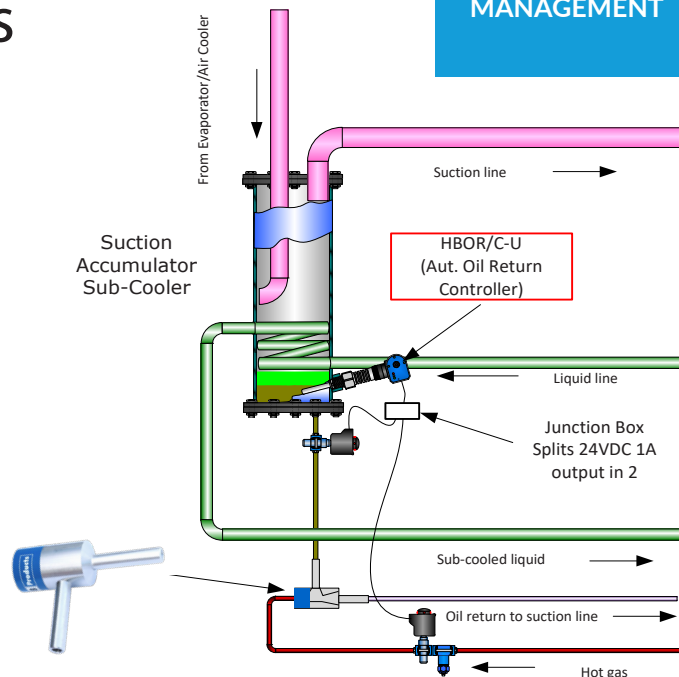 s
MANAGEMENT
From Evaporator/Air Cooler
Suction line
Suction
Accumulator
Sub-Cooler
HBOR/C-U
(Aut. Oil Return
Controller)
Liquid line
Junction Box
Splits 24VDC 1A
output in 2
Sub-cooled liquid
products
Oil return to suction line
Hot gas